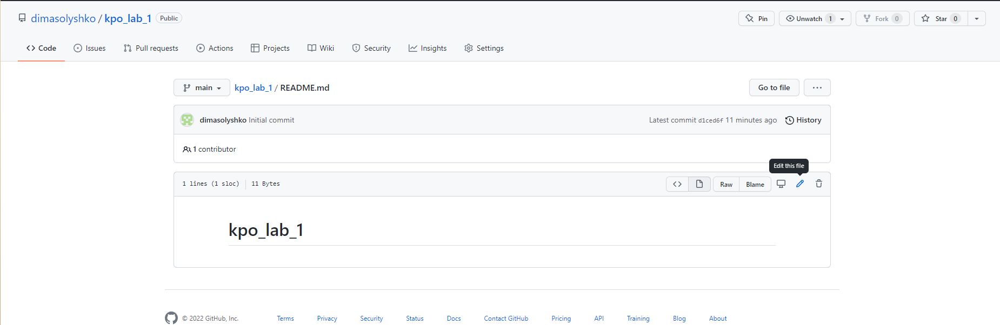 dimasolyshko / kpo_lab_1 Public Pin Unwatch 1 Fork 0 Star 0
Code Issues Pull requests Actions Projects Wiki Security Insights Settings
main kpo_lab_1 / README.md Go to file ...
dimasolyshko Initial commit Latest commit d1ced6f 11 minutes ago History
1 contributor
Edit this file
1 lines (1 sloc) 11 Bytes <> Raw Blame
kpo_lab_1
© 2022 GitHub, Inc. Terms Privacy Security Status Docs Contact GitHub Pricing API Training Blog About